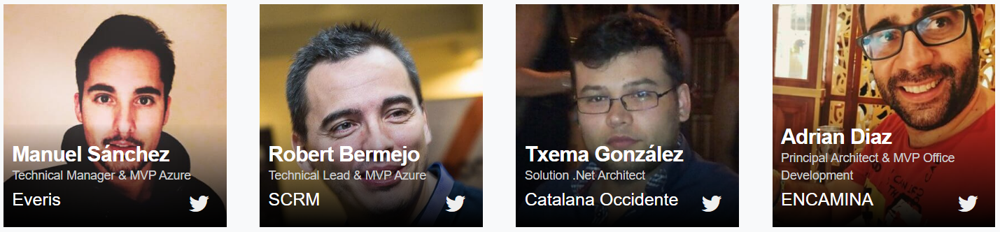 Manuel Sánchez
Technical Manager & MVP Azure
Everis
Robert Bermejo
Technical Lead & MVP Azure
SCRM
Txema González
Solution .Net Architect
Catalana Occidente
Adrian Diaz
Principal Architect & MVP Office
Development
ENCAMINA